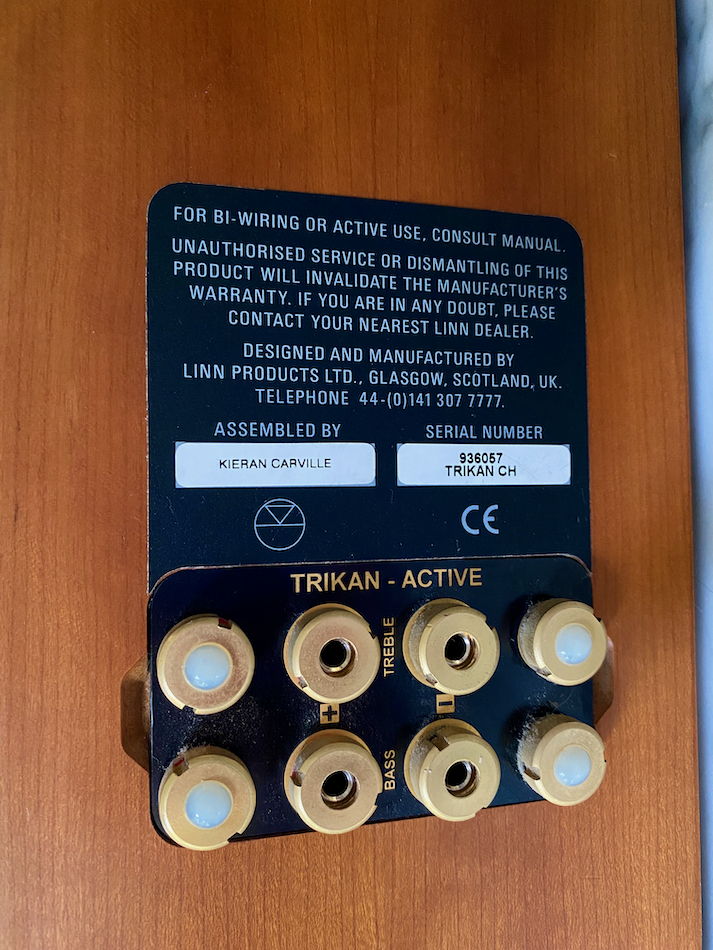 FOR BI-WIRING OR ACTIVE USE, CONSULT MANUAL.
UNAUTHORISED SERVICE OR DISMANTLING OF THIS
PRODUCT WILL INVALIDATE THE MANUFACTURER'S
WARRANTY. IF YOU ARE IN ANY DOUBT, PLEASE
CONTACT YOUR NEAREST LINN DEALER.
DESIGNED AND MANUFACTURED BY
LINN PRODUCTS LTD., GLASGOW, SCOTLAND, UK.
TELEPHONE 44-(0)141 307 7777.
ASSEMBLED BY
KIERAN CARVILLE
SERIAL NUMBER
936057
TRIKAN CH
CE
TRIKAN - ACTIVE
TREBLE
+
-
BASS